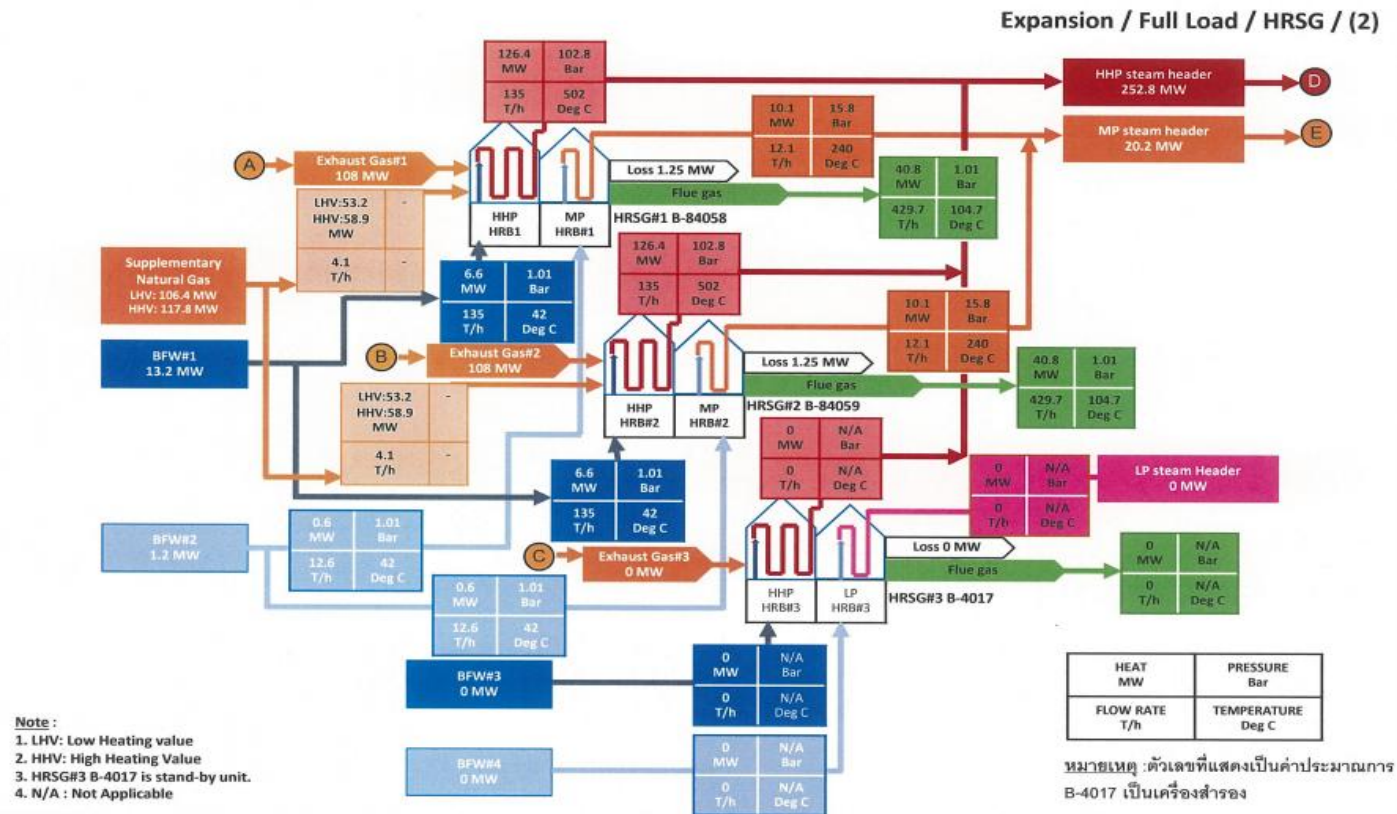 Expansion / Full Load / HRSG / (2)
126.4 MW
102.8 Bar
135 T/h
502 Deg C
HHP steam header
252.8 MW
D
10.1 MW
15.8 Bar
12.1 T/h
240 Deg C
MP steam header
20.2 MW
E
A
Exhaust Gas#1
108 MW
Loss 1.25 MW
Flue gas
40.8 MW
1.01 Bar
429.7 T/h
104.7 Deg C
LHV:53.2
HHV:58.9
MW
-
4.1 T/h
-
HHP
HRB1
MP
HRB#1
HRSG#1 B-84058
Supplementary
Natural Gas
LHV: 106.4 MW
HHV: 117.8 MW
6.6 MW
1.01 Bar
135 T/h
42 Deg C
126.4 MW
102.8 Bar
135 T/h
502 Deg C
10.1 MW
15.8 Bar
12.1 T/h
240 Deg C
BFW#1
13.2 MW
B
Exhaust Gas#2
108 MW
Loss 1.25 MW
Flue gas
40.8 MW
1.01 Bar
429.7 T/h
104.7 Deg C
LHV:53.2
HHV:58.9
MW
-
4.1 T/h
-
HHP
HRB#2
MP
HRB#2
HRSG#2 B-84059
6.6 MW
1.01 Bar
135 T/h
42 Deg C
0 MW
N/A Bar
0 T/h
N/A Deg C
0 MW
N/A Bar
0 T/h
N/A Deg C
LP steam Header
0 MW
BFW#2
1.2 MW
0.6 MW
1.01 Bar
12.6 T/h
42 Deg C
C
Exhaust Gas#3
0 MW
Loss 0 MW
Flue gas
0 MW
N/A Bar
0 T/h
N/A Deg C
0.6 MW
1.01 Bar
12.6 T/h
42 Deg C
HHP
HRB#3
LP
HRB#3
HRSG#3 B-4017
BFW#3
0 MW
0 MW
N/A Bar
0 T/h
N/A Deg C
BFW#4
0 MW
0 MW
N/A Bar
0 T/h
N/A Deg C
HEAT MW
PRESSURE Bar
FLOW RATE T/h
TEMPERATURE Deg C
Note :
1. LHV: Low Heating value
2. HHV: High Heating Value
3. HRSG#3 B-4017 is stand-by unit.
4. N/A : Not Applicable
หมายเหตุ :ตัวเลขที่แสดงเป็นค่าประมาณการ
B-4017 เป็นเครื่องสำรอง